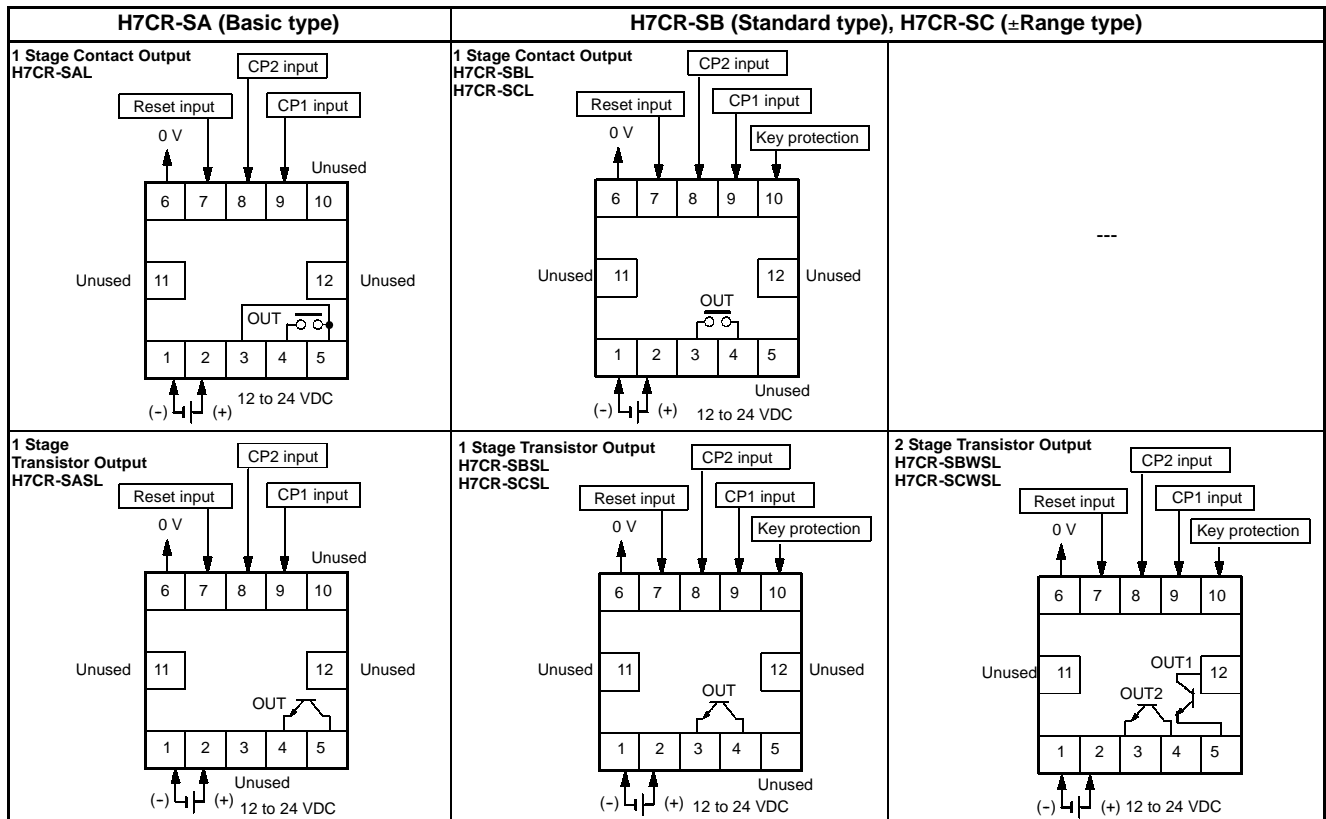 H7CR-SA (Basic type)
H7CR-SB (Standard type), H7CR-SC (±Range type)
1 Stage Contact Output
H7CR-SAL
CP2 input
Reset input
CP1 input
0 V
Unused
6 7 8 9 10
Unused 11 12 Unused
OUT
1 2 3 4 5
(−) (+) 12 to 24 VDC
1 Stage Contact Output
H7CR-SBL
H7CR-SCL
CP2 input
Reset input
CP1 input
0 V
Key protection
6 7 8 9 10
Unused 11 12 Unused
OUT
1 2 3 4 5
Unused
(−) (+) 12 to 24 VDC
---
1 Stage
Transistor Output
H7CR-SASL
CP2 input
Reset input
CP1 input
0 V
Unused
6 7 8 9 10
Unused 11 12 Unused
OUT
1 2 3 4 5
Unused
(−) (+) 12 to 24 VDC
1 Stage Transistor Output
H7CR-SBSL
H7CR-SCSL
CP2 input
Reset input
CP1 input
0 V
Key protection
6 7 8 9 10
Unused 11 12 Unused
OUT
1 2 3 4 5
Unused
(−) (+) 12 to 24 VDC
2 Stage Transistor Output
H7CR-SBWSL
H7CR-SCWSL
CP2 input
Reset input
CP1 input
0 V
Key protection
6 7 8 9 10
OUT1
Unused 11 12
OUT2
1 2 3 4 5
(−) (+) 12 to 24 VDC